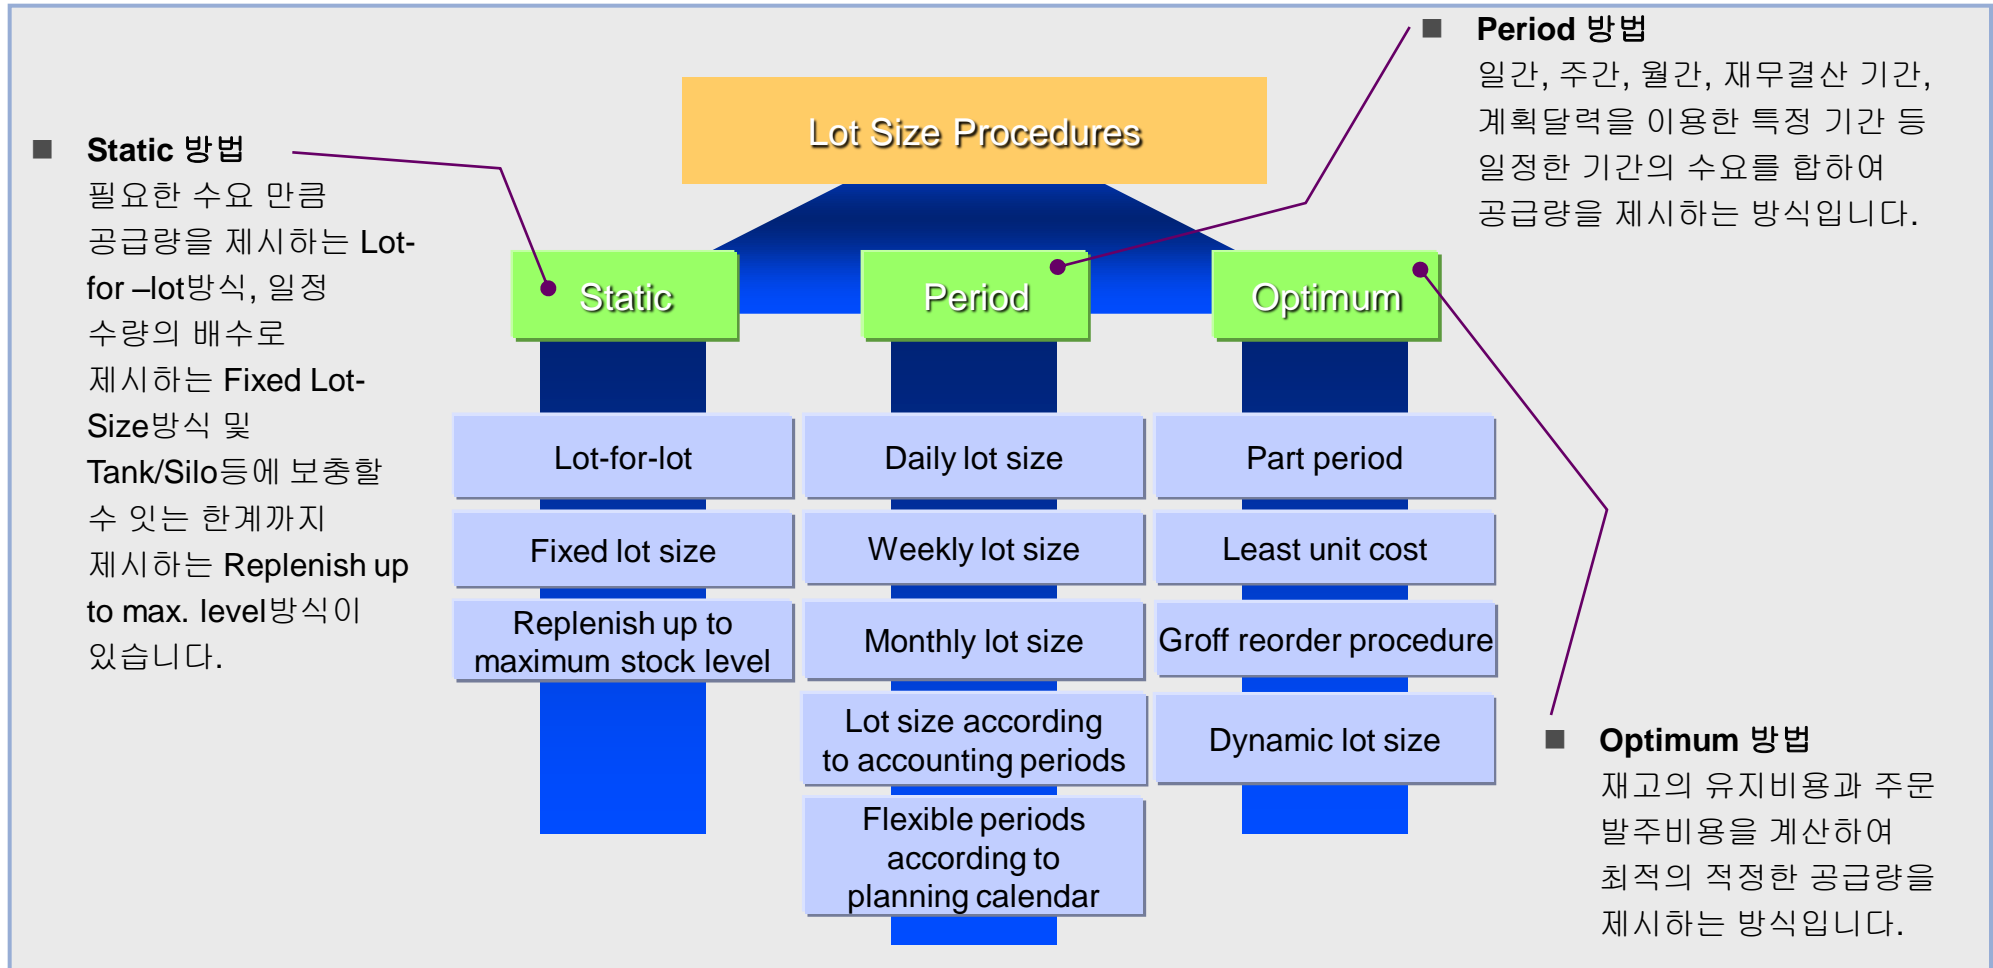 Lot Size Procedures
Static 방법
필요한 수요 만큼
공급량을 제시하는 Lot-
for –lot방식, 일정
수량의 배수로
제시하는 Fixed Lot-
Size방식 및
Tank/Silo등에 보충할
수 잇는 한계까지
제시하는 Replenish up
to max. level방식이
있습니다.
Period 방법
일간, 주간, 월간, 재무결산 기간,
계획달력을 이용한 특정 기간 등
일정한 기간의 수요를 합하여
공급량을 제시하는 방식입니다.
Static
Lot-for-lot
Fixed lot size
Replenish up to
maximum stock level
Period
Daily lot size
Weekly lot size
Monthly lot size
Lot size according
to accounting periods
Flexible periods
according to
planning calendar
Optimum
Part period
Least unit cost
Groff reorder procedure
Dynamic lot size
Optimum 방법
재고의 유지비용과 주문
발주비용을 계산하여
최적의 적정한 공급량을
제시하는 방식입니다.